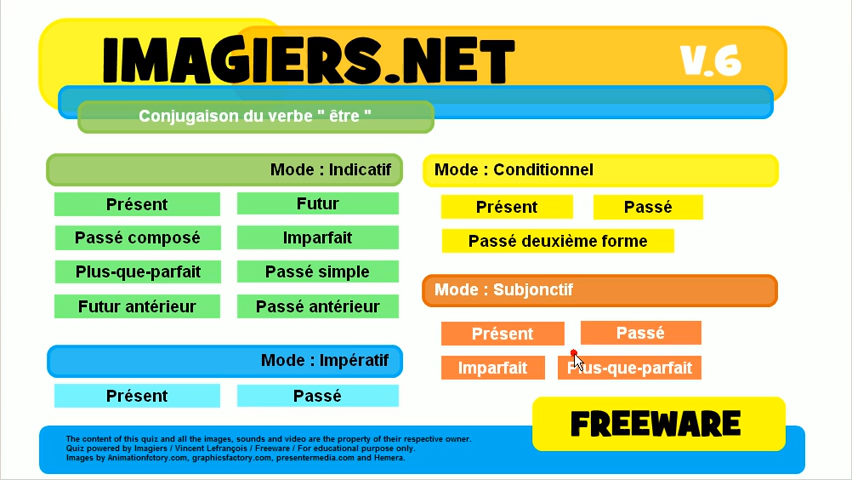 IMAGIERS.NET
V.6
Conjugaison du verbe " être "
Mode : Indicatif
Présent
Futur
Passé composé
Imparfait
Plus-que-parfait
Passé simple
Futur antérieur
Passé antérieur
Mode : Impératif
Présent
Passé
Mode : Conditionnel
Présent
Passé
Passé deuxième forme
Mode : Subjonctif
Présent
Passé
Imparfait
Plus-que-parfait
FREEWARE
The content of this quiz and all the images, sounds and video are the property of their respective owner.
Quiz powered by Imagiers / Vincent Lefrançois / Freeware / For educational purpose only.
Images by Animationfctory.com, graphicsfactory.com, presentermedia.com and Hemera.